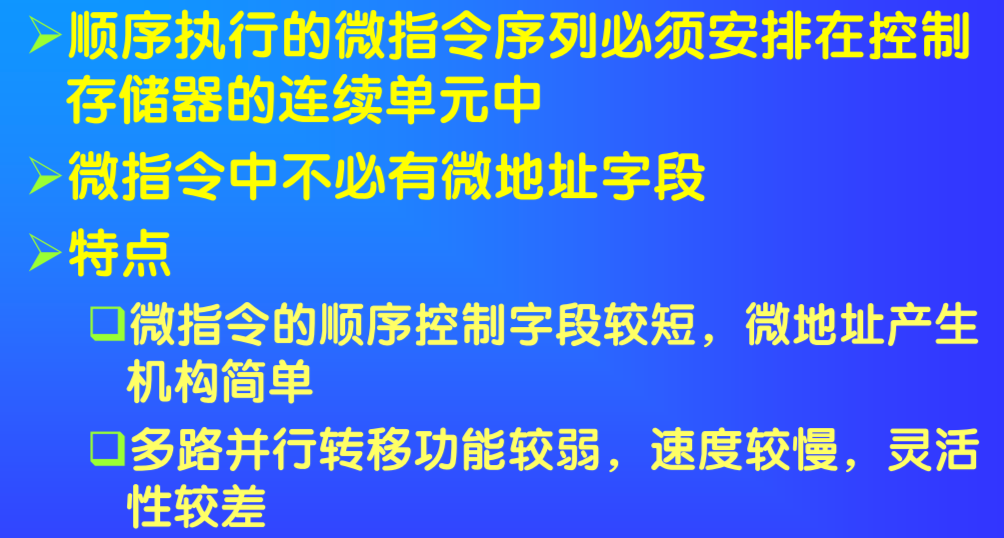 顺序执行的微指令序列必须安排在控制
存储器的连续单元中
微指令中不必有微地址字段
特点
微指令的顺序控制字段较短，微地址产生
机构简单
多路并行转移功能较弱，速度较慢，灵活
性较差